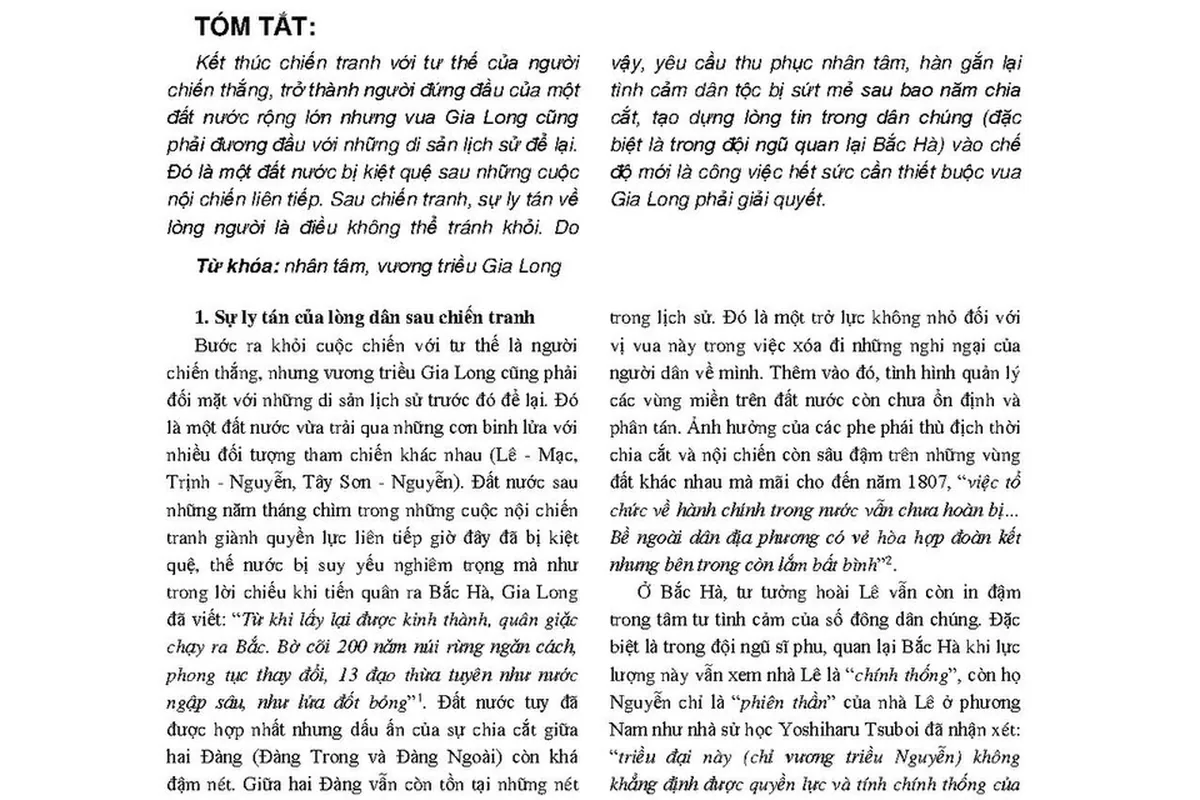 TÓM TẮT:
Kết thúc chiến tranh với tư thế của người
chiến thắng, trở thành người đứng đầu của một
đất nước rộng lớn nhưng vua Gia Long cũng
phải đương đầu với những di sản lịch sử để lại.
Đó là một đất nước bị kiệt quệ sau những cuộc
nội chiến liên tiếp. Sau chiến tranh, sự ly tán về
lòng người là điều không thể tránh khỏi. Do
vậy, yêu cầu thu phục nhân tâm, hàn gắn lại
tình cảm dân tộc bị sứt mẻ sau bao năm chia
cắt, tạo dựng lòng tin trong dân chúng (đặc
biệt là trong đội ngũ quan lại Bắc Hà) vào chế
độ mới là công việc hết sức cần thiết buộc vua
Gia Long phải giải quyết.
Từ khóa: nhân tâm, vương triều Gia Long
1. Sự ly tán của lòng dân sau chiến tranh
Bước ra khỏi cuộc chiến với tư thế là người
chiến thắng, nhưng vương triều Gia Long cũng phải
đối mặt với những di sản lịch sử trước đó để lại. Đó
là một đất nước vừa trải qua những cơn binh lửa với
nhiều đối tượng tham chiến khác nhau (Lê - Mạc,
Trịnh - Nguyễn, Tây Sơn - Nguyễn). Đất nước sau
những năm tháng chìm trong những cuộc nội chiến
tranh giành quyền lực liên tiếp giờ đây đã bị kiệt
quệ, thế nước bị suy yếu nghiêm trọng mà như
trong lời chiếu khi tiến quân ra Bắc Hà, Gia Long
đã viết: “Từ khi lấy lại được kinh thành, quân giặc
chạy ra Bắc. Bờ cõi 200 năm núi rừng ngăn cách,
phong tục thay đổi, 13 đạo thừa tuyên như nước
ngập sâu, như lửa đốt bỏng”¹. Đất nước tuy đã
được hợp nhất nhưng dấu ấn của sự chia cắt giữa
hai Đàng (Đàng Trong và Đàng Ngoài) còn khá
đậm nét. Giữa hai Đàng vẫn còn tồn tại những nét
trong lịch sử. Đó là một trở lực không nhỏ đối với
vị vua này trong việc xóa đi những nghi ngại của
người dân về mình. Thêm vào đó, tình hình quản lý
các vùng miền trên đất nước còn chưa ổn định và
phân tán. Ảnh hưởng của các phe phái thù địch thời
chia cắt và nội chiến còn sâu đậm trên những vùng
đất khác nhau mà mãi cho đến năm 1807, “việc tổ
chức về hành chính trong nước vẫn chưa hoàn bị...
Bề ngoài dân địa phương có vẻ hòa hợp đoàn kết
nhưng bên trong còn lắm bất bình”².
Ở Bắc Hà, tư tưởng hoài Lê vẫn còn in đậm
trong tâm tư tình cảm của số đông dân chúng. Đặc
biệt là trong đội ngũ sĩ phu, quan lại Bắc Hà khi lực
lượng này vẫn xem nhà Lê là “chính thống”, còn họ
Nguyễn chỉ là “phiên thần” của nhà Lê ở phương
Nam như nhà sử học Yoshiharu Tsuboi đã nhận xét:
“triều đại này (chỉ vương triều Nguyễn) không
khẳng định được quyền lực và tính chính thống của